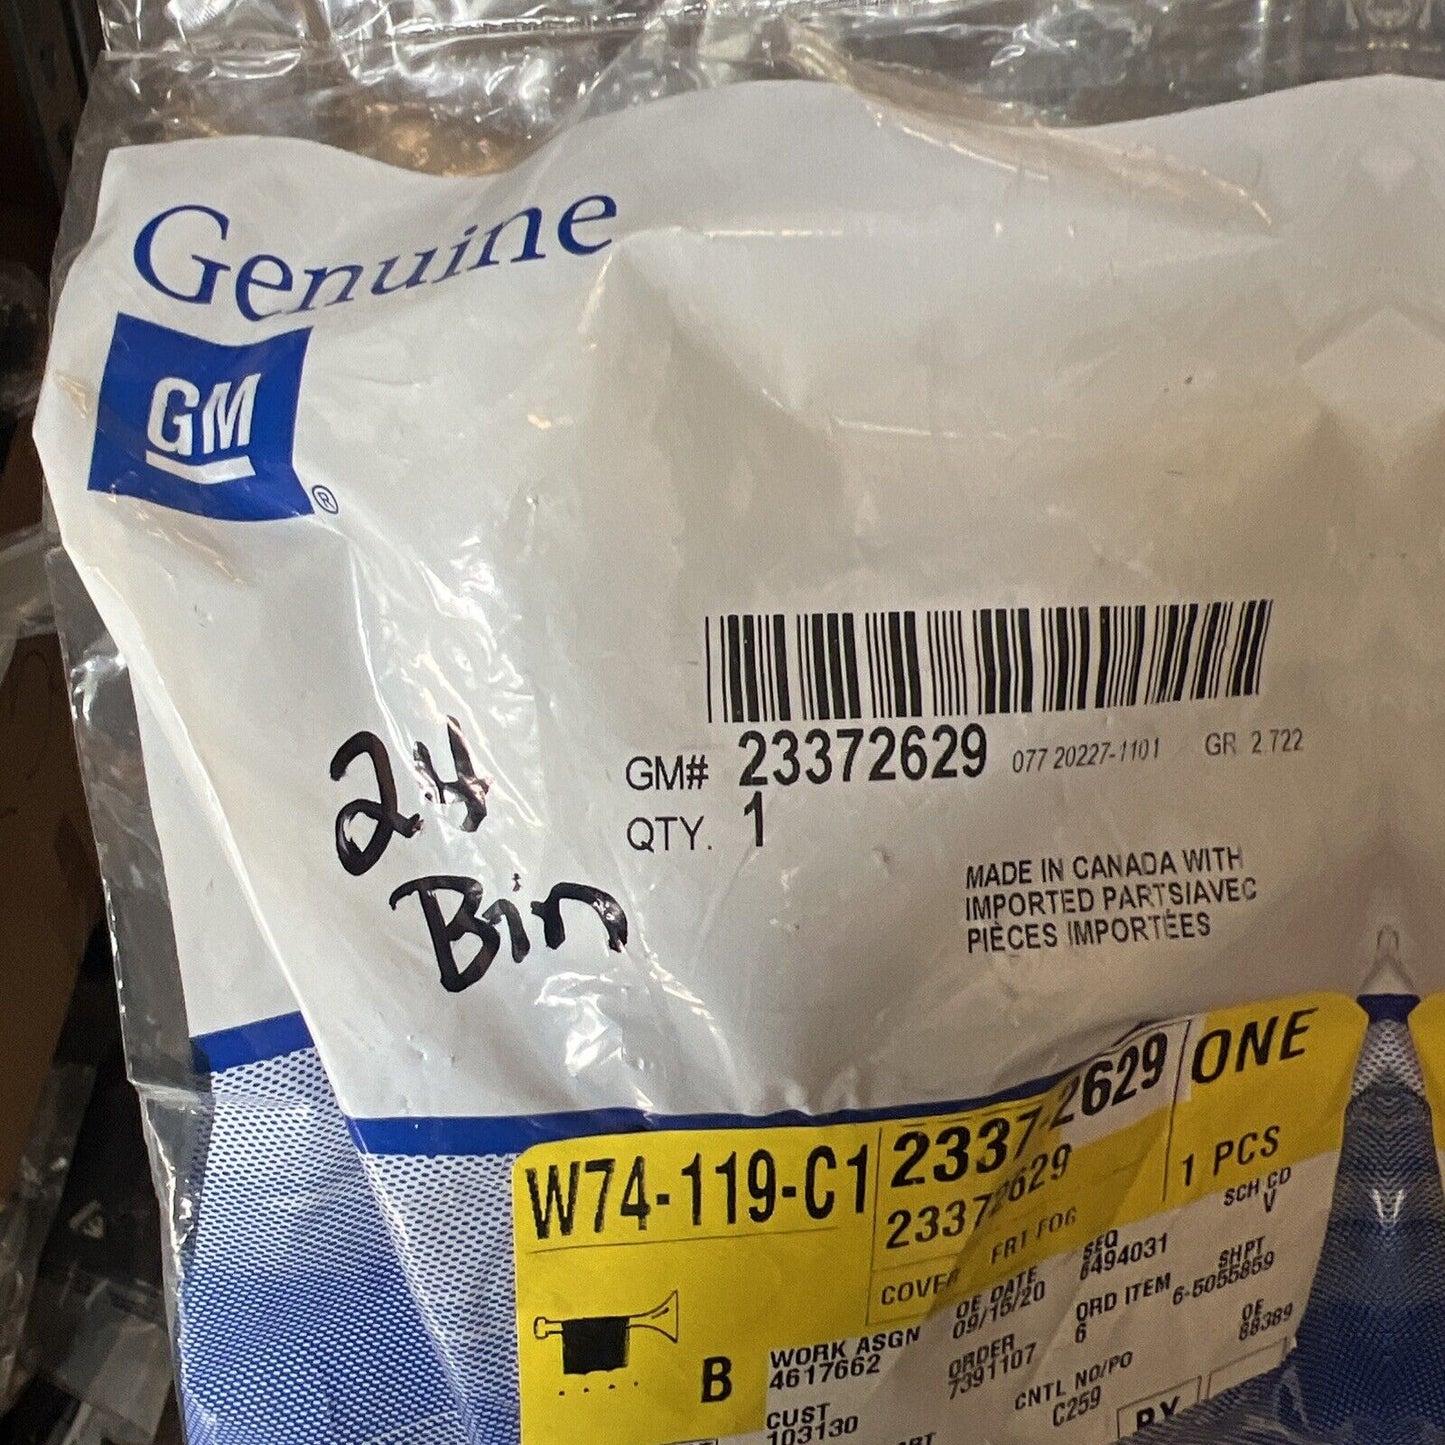 Genuine
GM
®
GM# 23372629 077 20227-1101 GR. 2.722
QTY. 1
24
Bin
MADE IN CANADA WITH
IMPORTED PARTS/AVEC
PIÈCES IMPORTÉES
W74-119-C1
23372629
ONE
23372629
1 PCS
COVER FRT FOG
SCH CD
V
B
WORK ASGN
4617662
OE DATE
09/15/20
SEQ
6494031
ORDER
7391107
ORD ITEM
6
SHPT
6-5055859
CUST
103130
CNTL NO/PO
C259
OE
88389